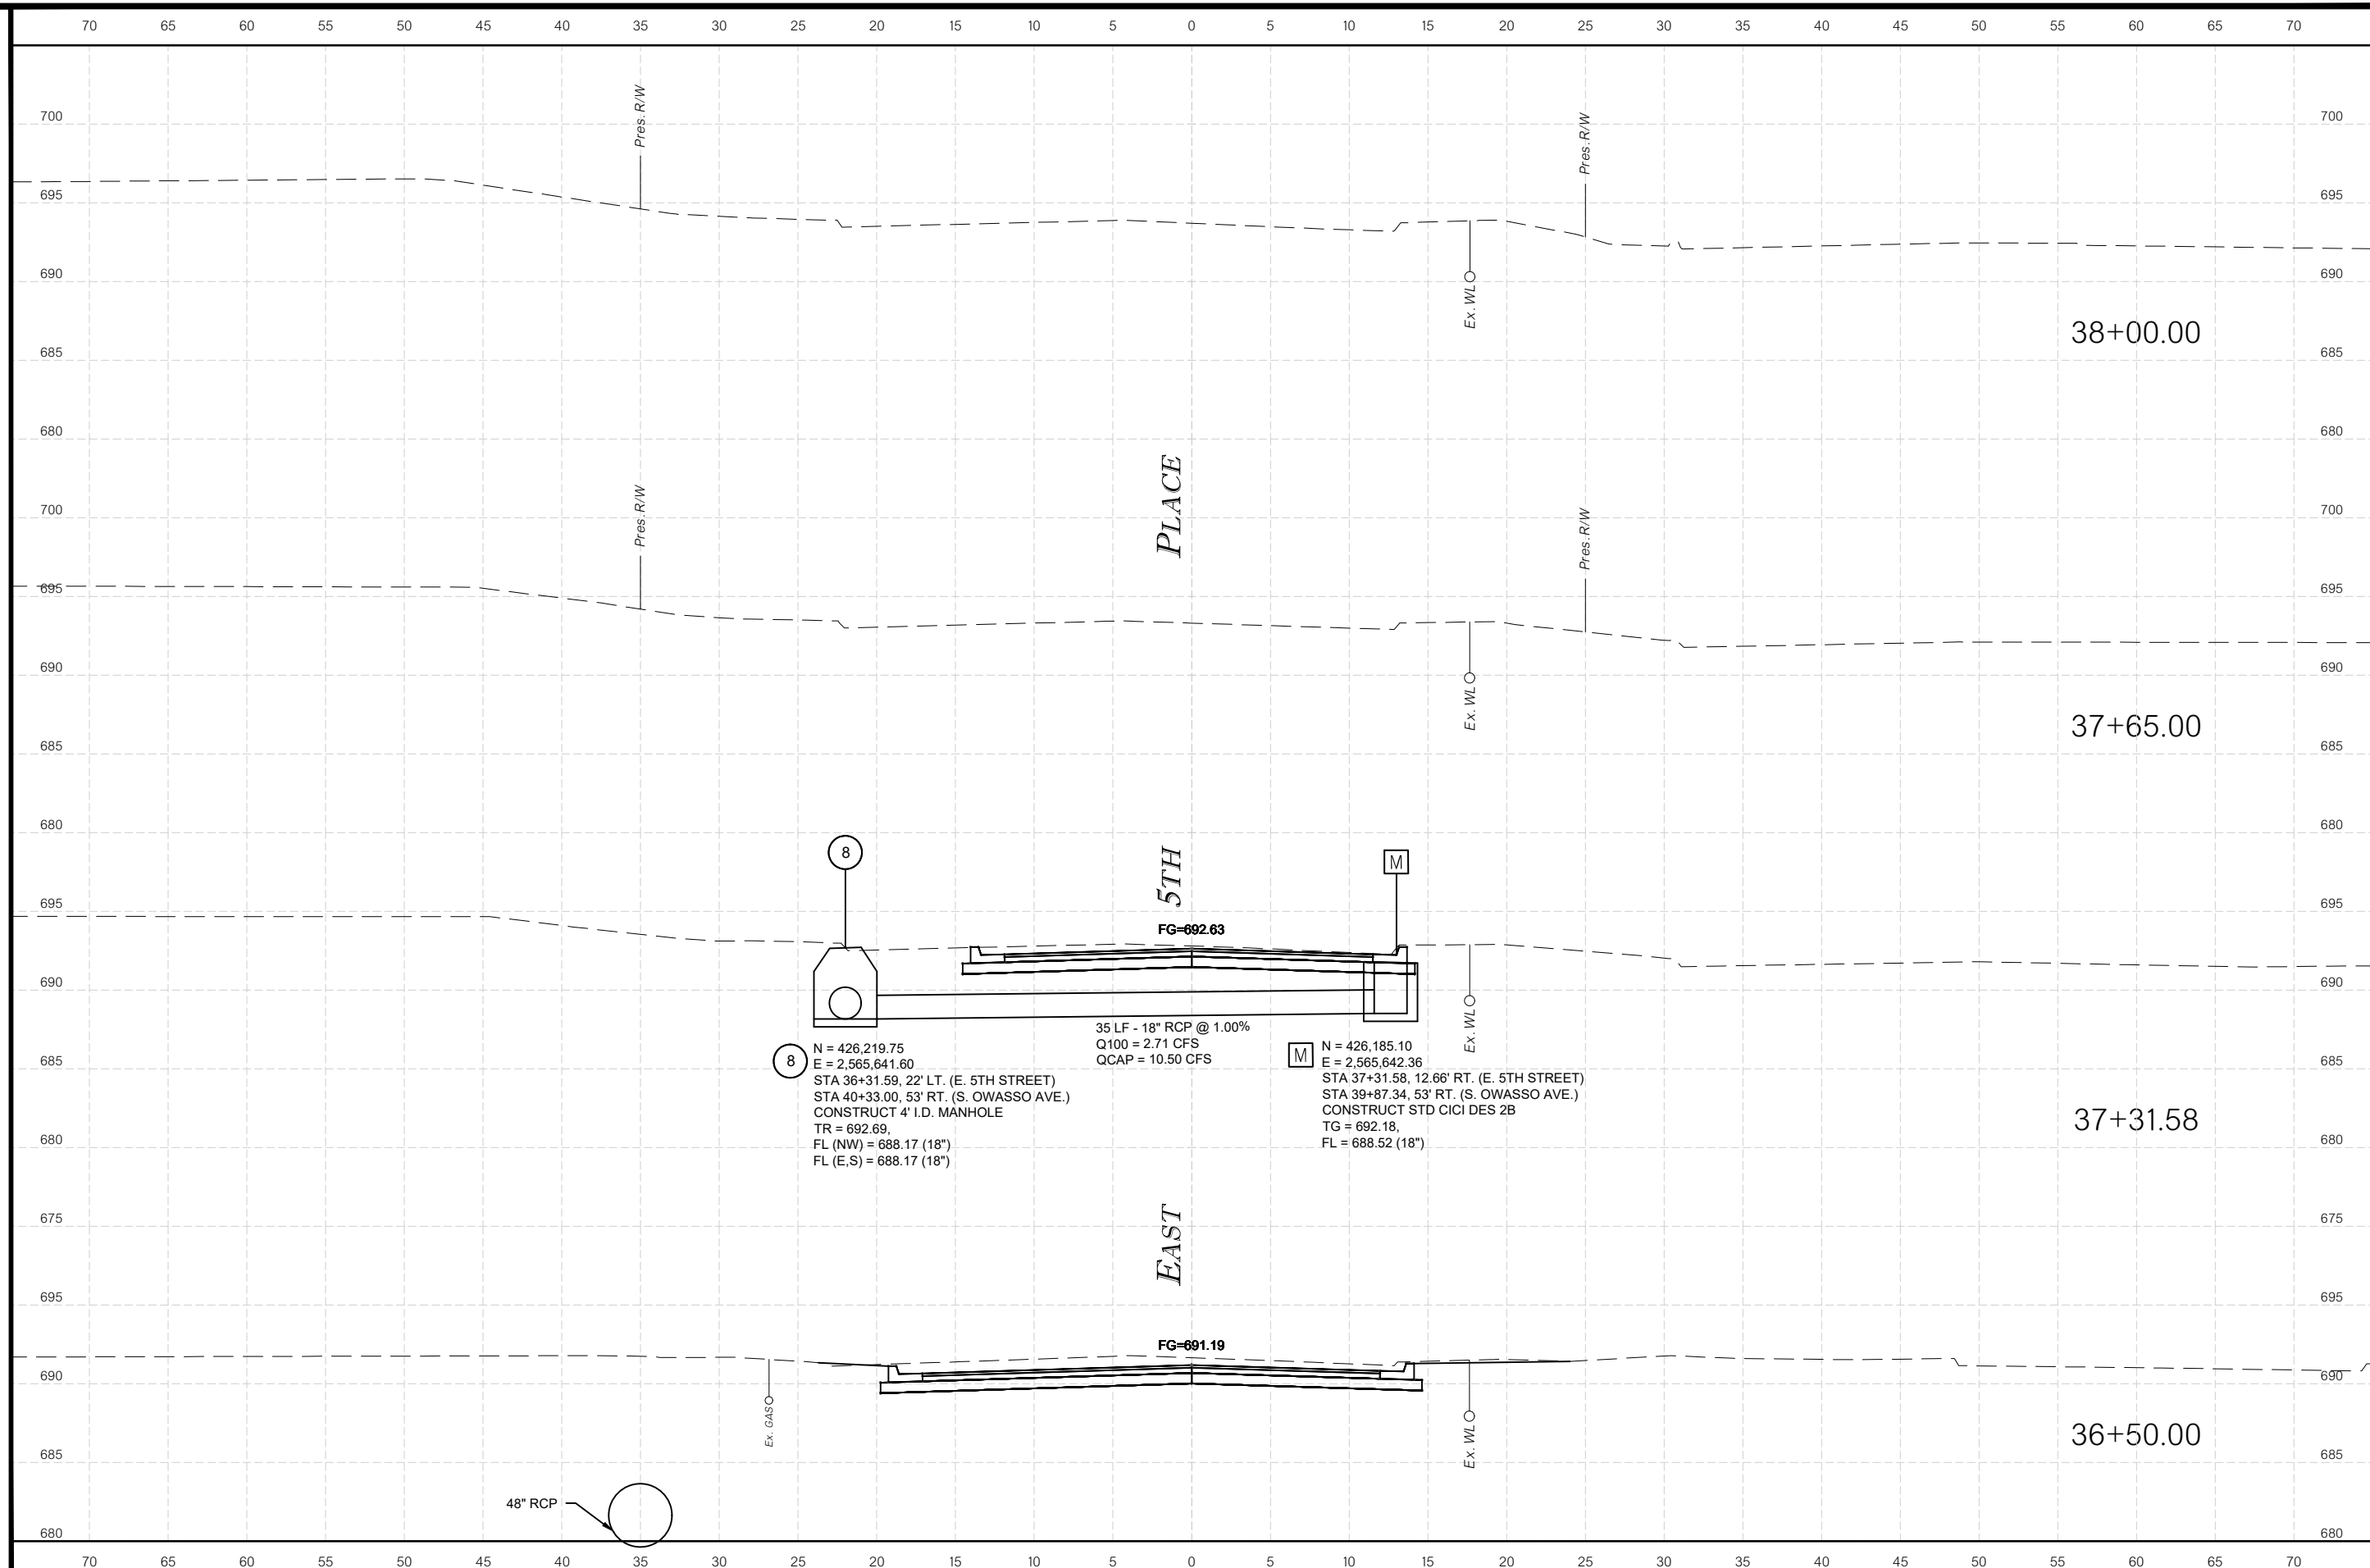 70 65 60 55 50 45 40 35 30 25 20 15 10 5 0 5 10 15 20 25 30 35 40 45 50 55 60 65 70
Pres.R/W
Pres.R/W
700 700
695 695
690 690
Ex. WL
38+00.00
685 685
680 680
PLACE
Pres.R/W
Pres.R/W
700 700
695 695
690 690
Ex. WL
37+65.00
685 685
680 680
8
M
5TH
695 695
FG=692.63
690 690
Ex. WL
35 LF - 18" RCP @ 1.00%
Q100 = 2.71 CFS
QCAP = 10.50 CFS
685 685
8
N = 426,219.75
E = 2,565,641.60
STA 36+31.59, 22' LT. (E. 5TH STREET)
STA 40+33.00, 53' RT. (S. OWASSO AVE.)
CONSTRUCT 4' I.D. MANHOLE
TR = 692.69,
FL (NW) = 688.17 (18")
FL (E,S) = 688.17 (18")
M
N = 426,185.10
E = 2,565,642.36
STA 37+31.58, 12.66' RT. (E. 5TH STREET)
STA 39+87.34, 53' RT. (S. OWASSO AVE.)
CONSTRUCT STD CICI DES 2B
TG = 692.18,
FL = 688.52 (18")
37+31.58
680 680
675 675
EAST
695 695
FG=691.19
690 690
Ex. GAS
Ex. WL
36+50.00
685 685
48" RCP
680 680
70 65 60 55 50 45 40 35 30 25 20 15 10 5 0 5 10 15 20 25 30 35 40 45 50 55 60 65 70